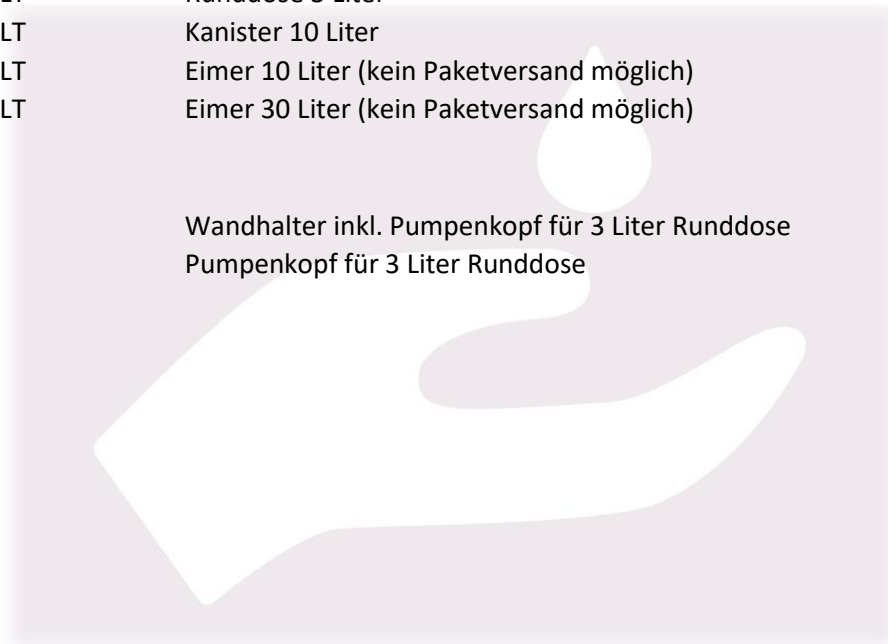 LT Kanister 10 Liter
LT Eimer 10 Liter (kein Paketversand möglich)
LT Eimer 30 Liter (kein Paketversand möglich)
Wandhalter inkl. Pumpenkopf für 3 Liter Runddose
Pumpenkopf für 3 Liter Runddose